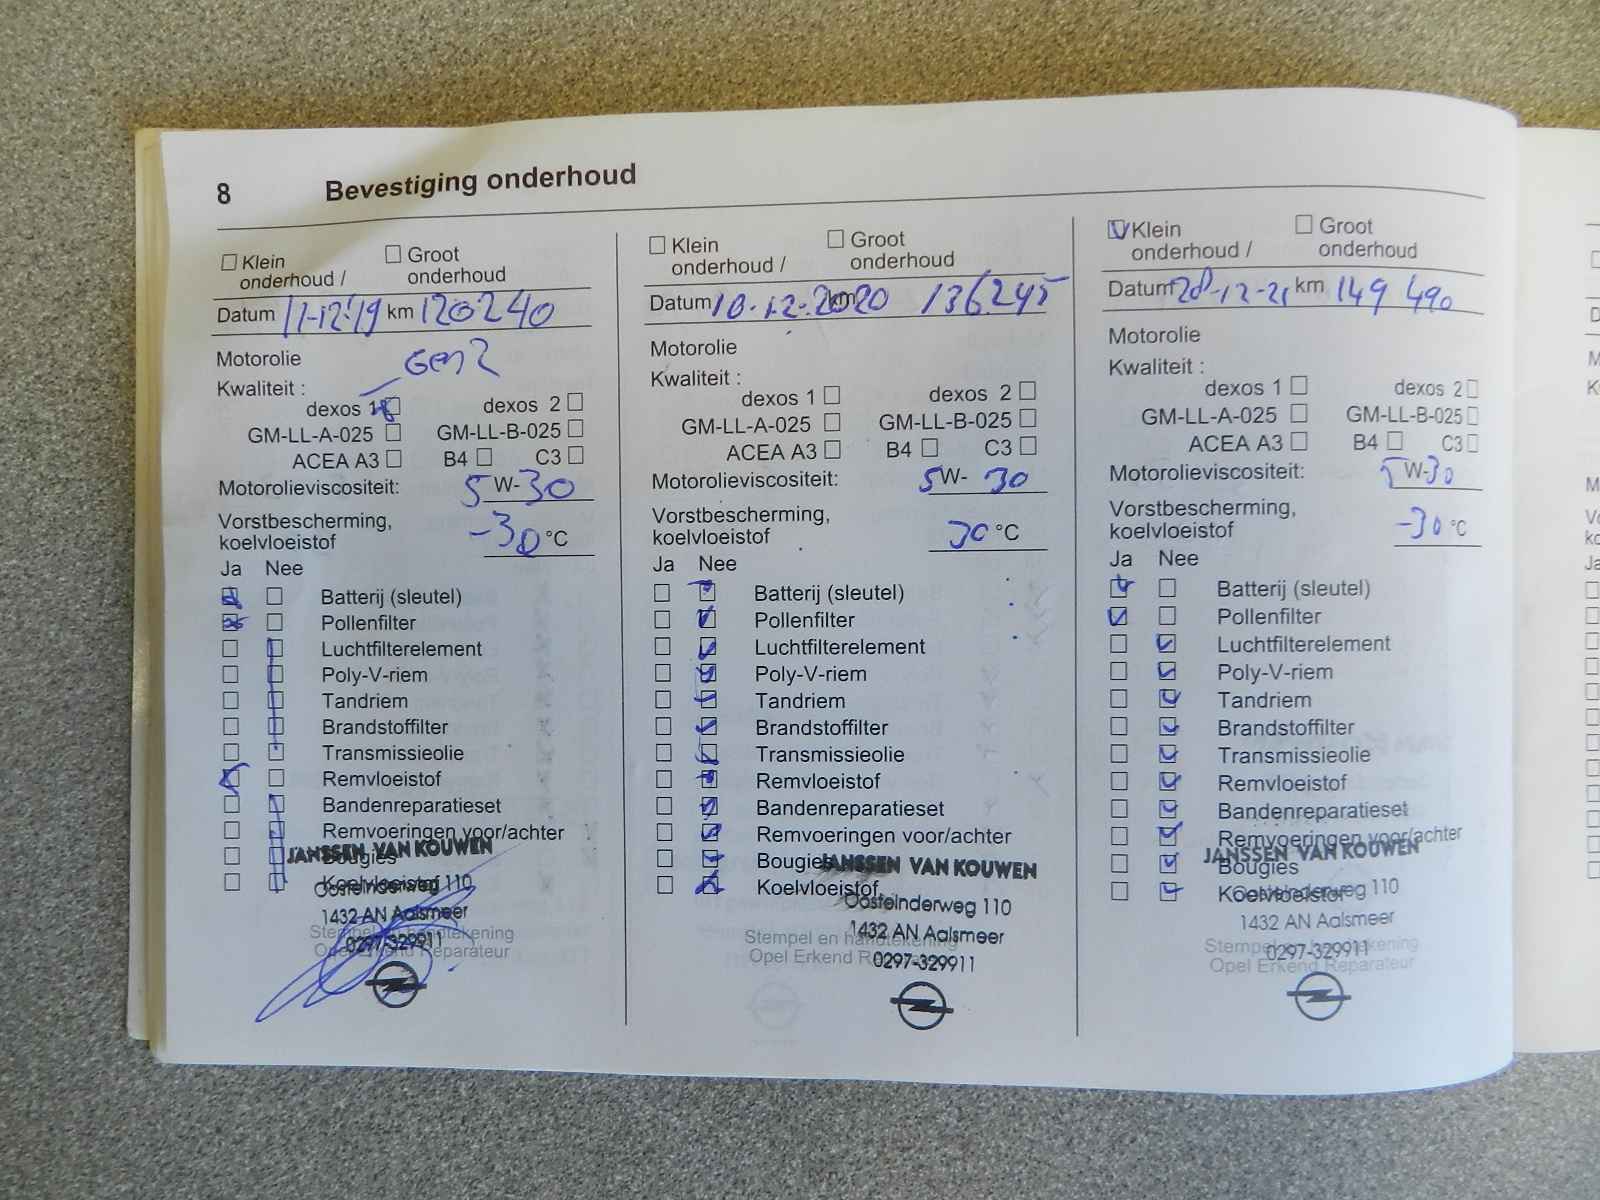 8 Bevestiging onderhoud
Klein onderhoud / Groot onderhoud
Datum 11-12-19 km 120240
Motorolie Gen 2
Kwaliteit :
dexos 1 dexos 2
GM-LL-A-025 GM-LL-B-025
ACEA A3 B4 C3
Motorolieviscositeit: 5 W- 30
Vorstbescherming,
koelvloeistof -30 °C
Ja Nee
Batterij (sleutel)
Pollenfilter
Luchtfilterelement
Poly-V-riem
Tandriem
Brandstoffilter
Transmissieolie
Remvloeistof
Bandenreparatieset
Remvoeringen voor/achter
JANSSEN VAN KOUWEN
Bougies
Koelvloeistof
Oosteinderweg 110
1432 AN Aalsmeer
Stempel en handtekening
0297-329911
Opel Erkend Reparateur
Klein onderhoud / Groot onderhoud
Datum 10-12-2020 km 136245
Motorolie
Kwaliteit :
dexos 1 dexos 2
GM-LL-A-025 GM-LL-B-025
ACEA A3 B4 C3
Motorolieviscositeit: 5 W- 30
Vorstbescherming,
koelvloeistof 30 °C
Ja Nee
Batterij (sleutel)
Pollenfilter
Luchtfilterelement
Poly-V-riem
Tandriem
Brandstoffilter
Transmissieolie
Remvloeistof
Bandenreparatieset
Remvoeringen voor/achter
Bougies
JANSSEN VAN KOUWEN
Koelvloeistof
Oosteinderweg 110
1432 AN Aalsmeer
Stempel en handtekening
Opel Erkend Reparateur
0297-329911
Klein onderhoud / Groot onderhoud
Datum 28-12-21 km 149 490
Motorolie
Kwaliteit :
dexos 1 dexos 2
GM-LL-A-025 GM-LL-B-025
ACEA A3 B4 C3
Motorolieviscositeit: 5 W-30
Vorstbescherming,
koelvloeistof -30 °C
Ja Nee
Batterij (sleutel)
Pollenfilter
Luchtfilterelement
Poly-V-riem
Tandriem
Brandstoffilter
Transmissieolie
Remvloeistof
Bandenreparatieset
Remvoeringen voor/achter
JANSSEN VAN KOUWEN
Bougies
Koelvloeistof
Oosteinderweg 110
1432 AN Aalsmeer
Stempel en handtekening
0297-329911
Opel Erkend Reparateur